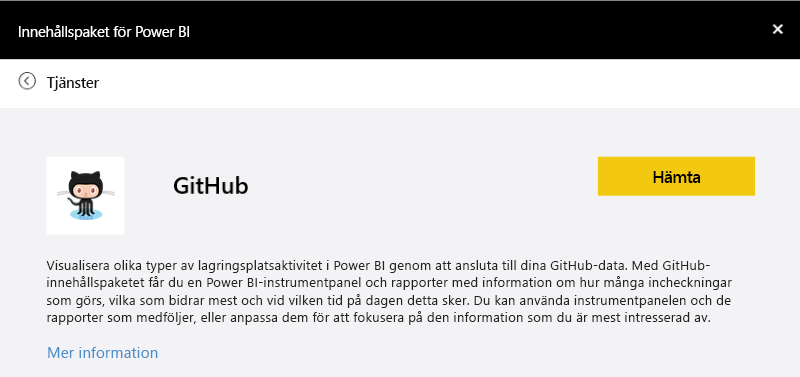 Innehållspaket för Power BI
Tjänster
GitHub
Hämta
Visualisera olika typer av lagringsplatsaktivitet i Power BI genom att ansluta till dina GitHub-data. Med GitHub-
innehållspaketet får du en Power BI-instrumentpanel och rapporter med information om hur många incheckningar
som görs, vilka som bidrar mest och vid vilken tid på dagen detta sker. Du kan använda instrumentpanelen och de
rapporter som medföljer, eller anpassa dem för att fokusera på den information som du är mest intresserad av.
Mer information